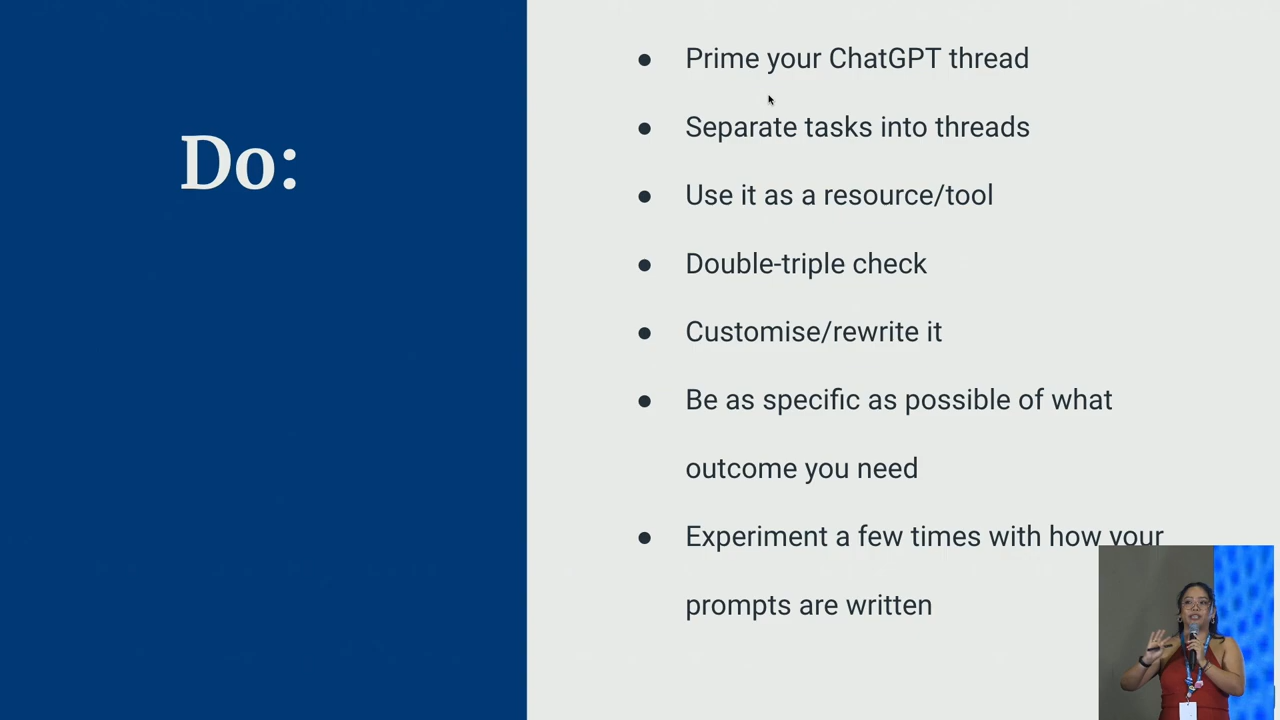 Do:
Prime your ChatGPT thread
Separate tasks into threads
Use it as a resource/tool
Double-triple check
Customise/rewrite it
Be as specific as possible of what
outcome you need
Experiment a few times with how your
prompts are written